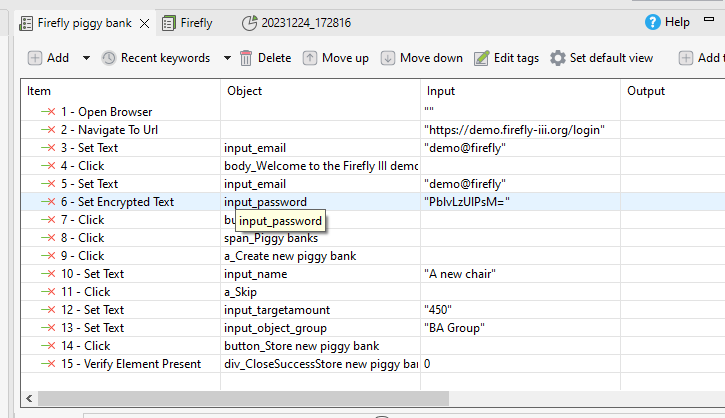 Firefly piggy bank Firefly 20231224_172816 Help
Add Recent keywords Delete Move up Move down Edit tags Set default view Add t
Item Object Input Output
1 - Open Browser ""
2 - Navigate To Url "https://demo.firefly-iii.org/login"
3 - Set Text input_email "demo@firefly"
4 - Click body_Welcome to the Firefly III demo
5 - Set Text input_email "demo@firefly"
6 - Set Encrypted Text input_password "PbIvLzUIPsM="
7 - Click bu
input_password
8 - Click span_Piggy banks
9 - Click a_Create new piggy bank
10 - Set Text input_name "A new chair"
11 - Click a_Skip
12 - Set Text input_targetamount "450"
13 - Set Text input_object_group "BA Group"
14 - Click button_Store new piggy bank
15 - Verify Element Present div_CloseSuccessStore new piggy ban 0